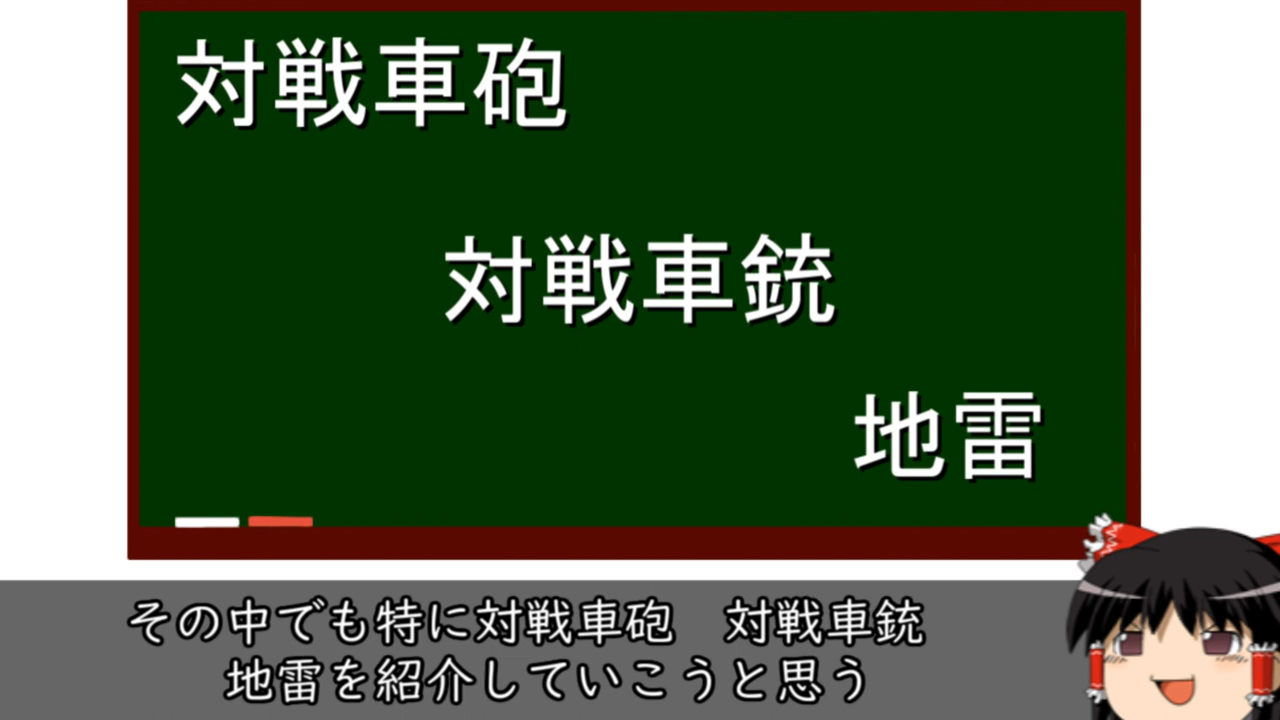 対戦車砲
対戦車銃
地雷
その中でも特に対戦車砲　対戦車銃
地雷を紹介していこうと思う